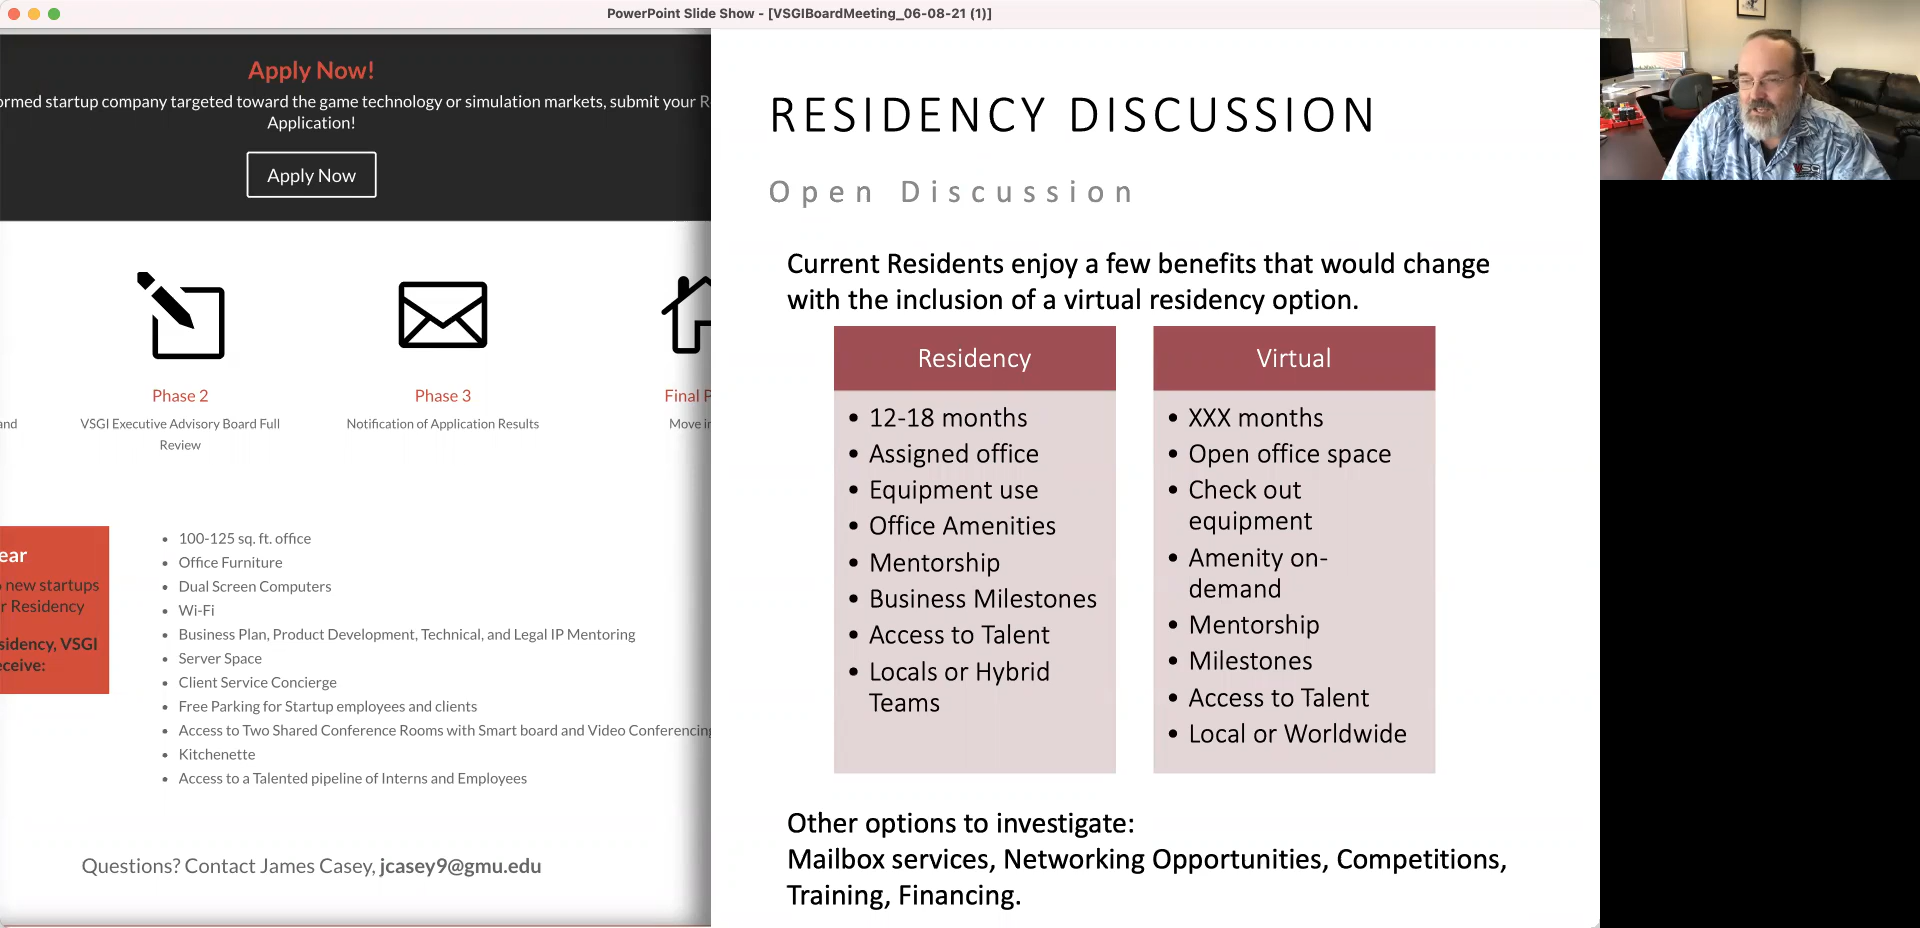 PowerPoint Slide Show - [VSGIBoardMeeting_06-08-21 (1)]
Apply Now!
startup company targeted toward the game technology or simulation markets, submit your
Application!
Apply Now
Phase 2
Phase 3
Final
VSGI Executive Advisory Board Full
Review
Notification of Application Results
Move
new startups
Residency
VSGI
• 100-125 sq. ft. office
• Office Furniture
• Dual Screen Computers
• Wi-Fi
• Business Plan, Product Development, Technical, and Legal IP Mentoring
• Server Space
• Client Service Concierge
• Free Parking for Startup employees and clients
• Access to Two Shared Conference Rooms with Smart board and Video Conferencing
• Kitchenette
• Access to a Talented pipeline of Interns and Employees
Questions? Contact James Casey, jcasey9@gmu.edu
RESIDENCY DISCUSSION
Open Discussion
Current Residents enjoy a few benefits that would change
with the inclusion of a virtual residency option.
Residency
• 12-18 months
• Assigned office
• Equipment use
• Office Amenities
• Mentorship
• Business Milestones
• Access to Talent
• Locals or Hybrid
Teams
Virtual
• XXX months
• Open office space
• Check out
equipment
• Amenity on-
demand
• Mentorship
• Milestones
• Access to Talent
• Local or Worldwide
Other options to investigate:
Mailbox services, Networking Opportunities, Competitions,
Training, Financing.